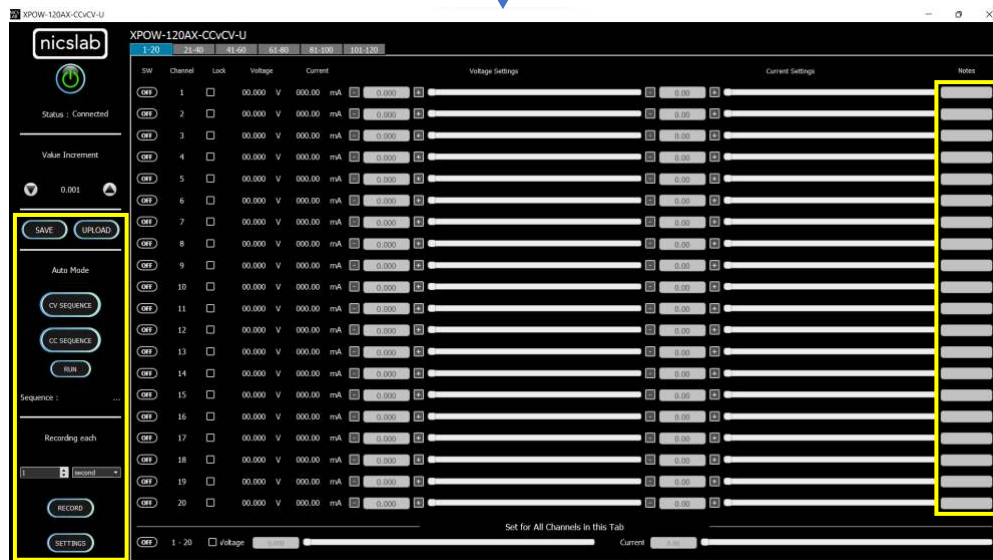 XPOW-120AX-CCvCV-U
nicslab
XPOW-120AX-CCvCV-U
1-20 21-40 41-60 61-80 81-100 101-120
SW Channel Lock Voltage Current Voltage Settings Current Settings Notes
OFF 1 00.000 V 000.00 mA - 0.000 + - 0.00 +
Status : Connected
OFF 2 00.000 V 000.00 mA - 0.000 + - 0.00 +
OFF 3 00.000 V 000.00 mA - 0.000 + - 0.00 +
Value Increment
OFF 4 00.000 V 000.00 mA - 0.000 + - 0.00 +
OFF 5 00.000 V 000.00 mA - 0.000 + - 0.00 +
0.001
OFF 6 00.000 V 000.00 mA - 0.000 + - 0.00 +
OFF 7 00.000 V 000.00 mA - 0.000 + - 0.00 +
SAVE UPLOAD
OFF 8 00.000 V 000.00 mA - 0.000 + - 0.00 +
Auto Mode
OFF 9 00.000 V 000.00 mA - 0.000 + - 0.00 +
OFF 10 00.000 V 000.00 mA - 0.000 + - 0.00 +
CV SEQUENCE
OFF 11 00.000 V 000.00 mA - 0.000 + - 0.00 +
OFF 12 00.000 V 000.00 mA - 0.000 + - 0.00 +
CC SEQUENCE
OFF 13 00.000 V 000.00 mA - 0.000 + - 0.00 +
RUN
OFF 14 00.000 V 000.00 mA - 0.000 + - 0.00 +
Sequence : ...
OFF 15 00.000 V 000.00 mA - 0.000 + - 0.00 +
OFF 16 00.000 V 000.00 mA - 0.000 + - 0.00 +
Recording each
OFF 17 00.000 V 000.00 mA - 0.000 + - 0.00 +
OFF 18 00.000 V 000.00 mA - 0.000 + - 0.00 +
1 second
OFF 19 00.000 V 000.00 mA - 0.000 + - 0.00 +
OFF 20 00.000 V 000.00 mA - 0.000 + - 0.00 +
RECORD
Set for All Channels in this Tab
SETTINGS
OFF 1 - 20 Voltage 0.000 Current 0.00